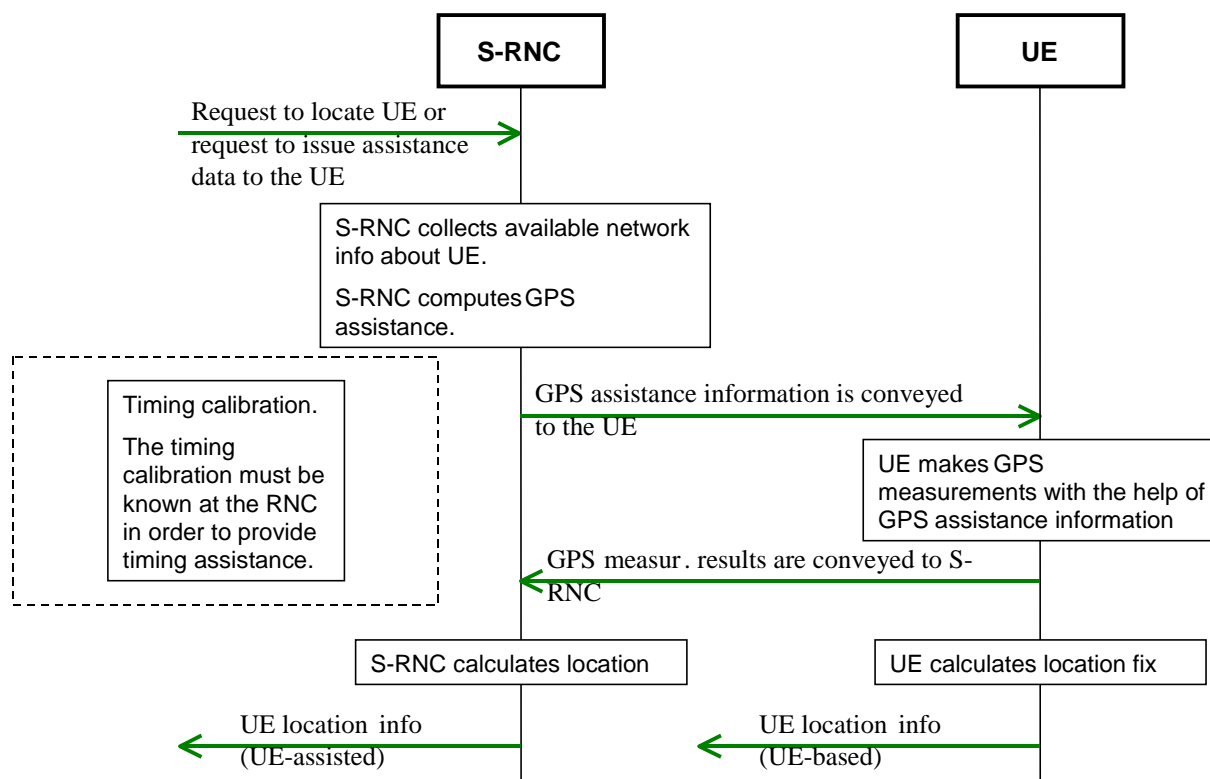 S-RNC
UE
Request to locate UE or
request to issue assistance
data to the UE
S-RNC collects available network
info about UE.
S-RNC computes GPS
assistance.
Timing calibration.
The timing
calibration must be
known at the RNC
in order to provide
timing assistance.
GPS assistance information is conveyed
to the UE
UE makes GPS
measurements with the help of
GPS assistance information
GPS measur. results are conveyed to S-
RNC
S-RNC calculates location
UE calculates location fix
UE location info
(UE-assisted)
UE location info
(UE-based)